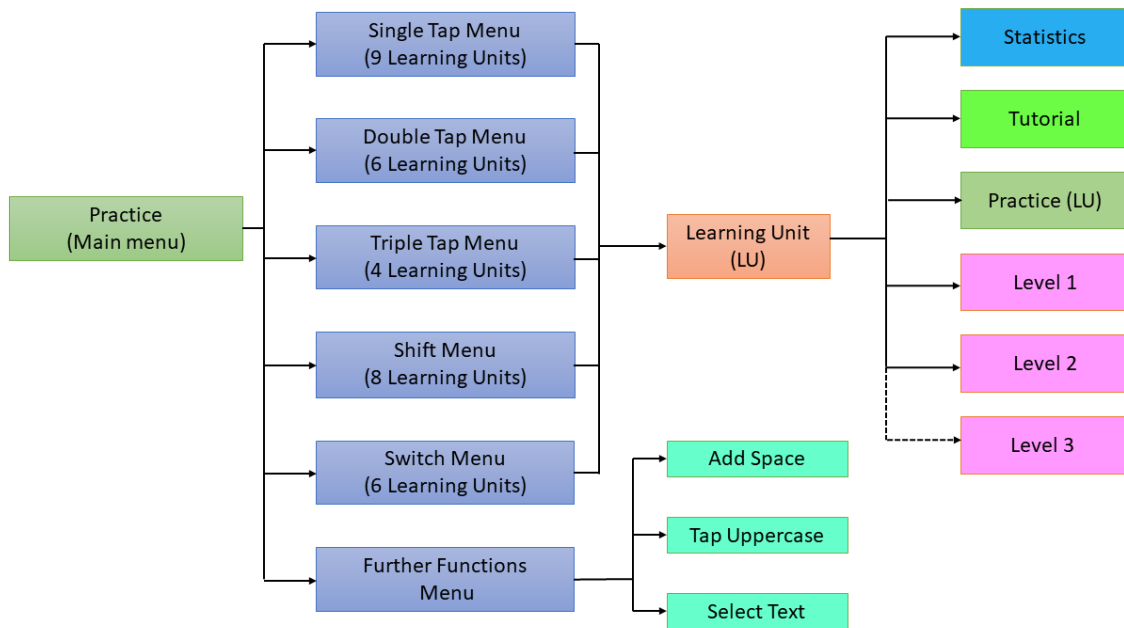 Practice
(Main menu)
Single Tap Menu
(9 Learning Units)
Double Tap Menu
(6 Learning Units)
Triple Tap Menu
(4 Learning Units)
Shift Menu
(8 Learning Units)
Switch Menu
(6 Learning Units)
Further Functions
Menu
Learning Unit
(LU)
Add Space
Tap Uppercase
Select Text
Statistics
Tutorial
Practice (LU)
Level 1
Level 2
Level 3